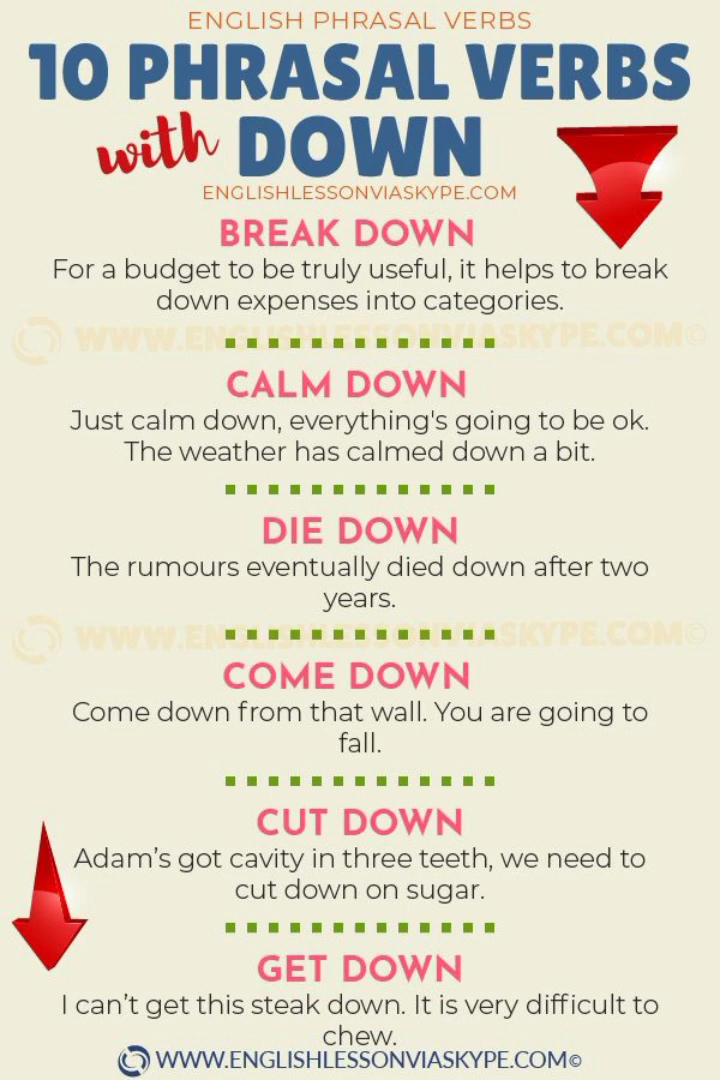 ENGLISH PHRASAL VERBS
10 PHRASAL VERBS
with DOWN
ENGLISHLESSONVIASKYPE.COM
BREAK DOWN
For a budget to be truly useful, it helps to break
down expenses into categories.
WWW.ENGLISHLESSONVIASKYPE.COM©
CALM DOWN
Just calm down, everything's going to be ok.
The weather has calmed down a bit.
DIE DOWN
The rumours eventually died down after two
years.
WWW.ENGLISHLESSONVIASKYPE.COM©
COME DOWN
Come down from that wall. You are going to
fall.
CUT DOWN
Adam’s got cavity in three teeth, we need to
cut down on sugar.
GET DOWN
I can’t get this steak down. It is very difficult to
chew.
WWW.ENGLISHLESSONVIASKYPE.COM©